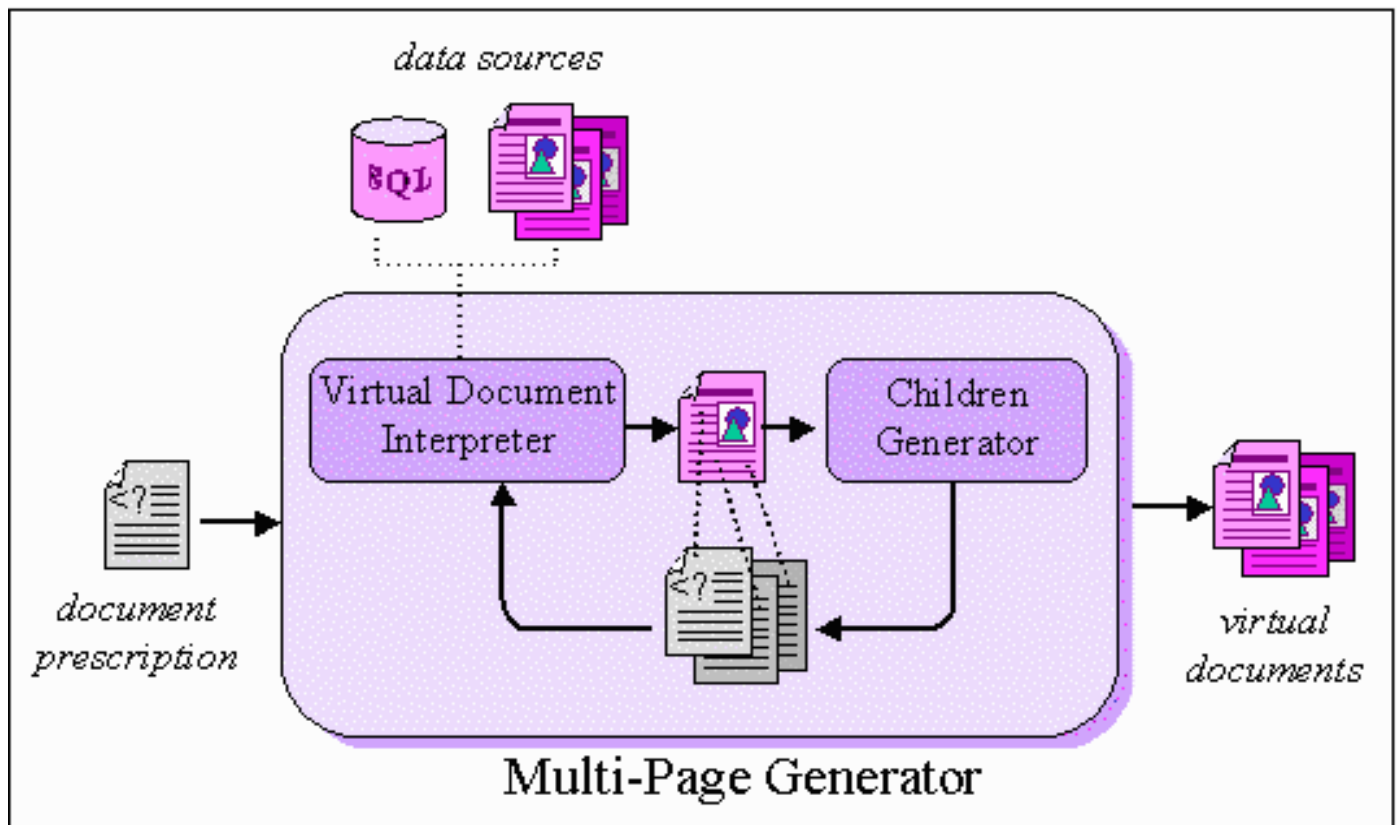 data sources
SQL
Virtual Document
Interpreter
Children
Generator
<?
document
prescription
<?
virtual
documents
Multi-Page Generator